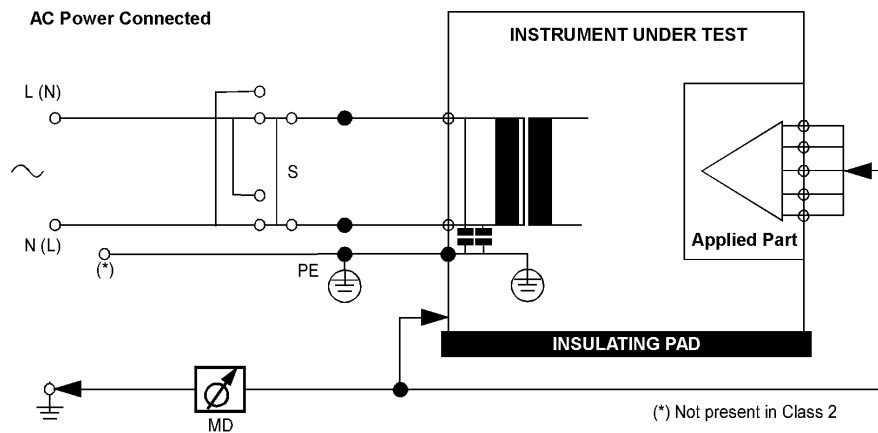 AC Power Connected
INSTRUMENT UNDER TEST
L (N)
S
N (L)
Applied Part
(*)
PE
INSULATING PAD
MD
(*) Not present in Class 2